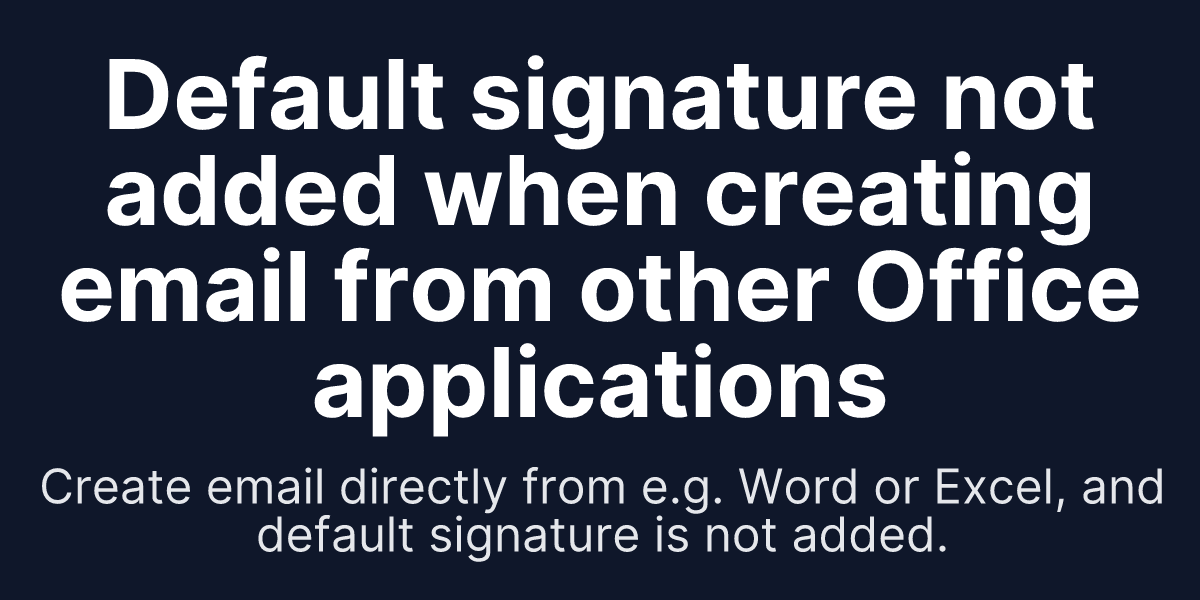 Default signature not
added when creating
email from other Office
applications
Create email directly from e.g. Word or Excel, and
default signature is not added.